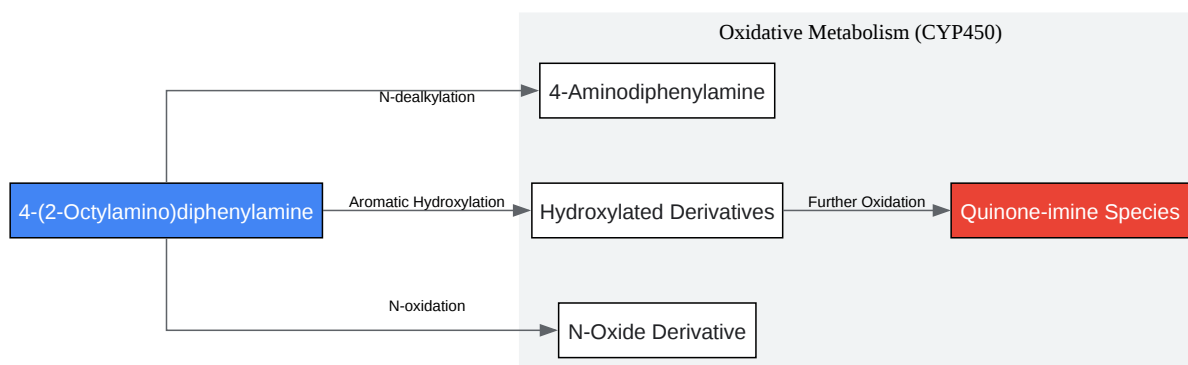 Oxidative Metabolism (CYP450)
N-dealkylation
4-Aminodiphenylamine
4-(2-Octylamino)diphenylamine
Aromatic Hydroxylation
Hydroxylated Derivatives
Further Oxidation
Quinone-imine Species
N-oxidation
N-Oxide Derivative